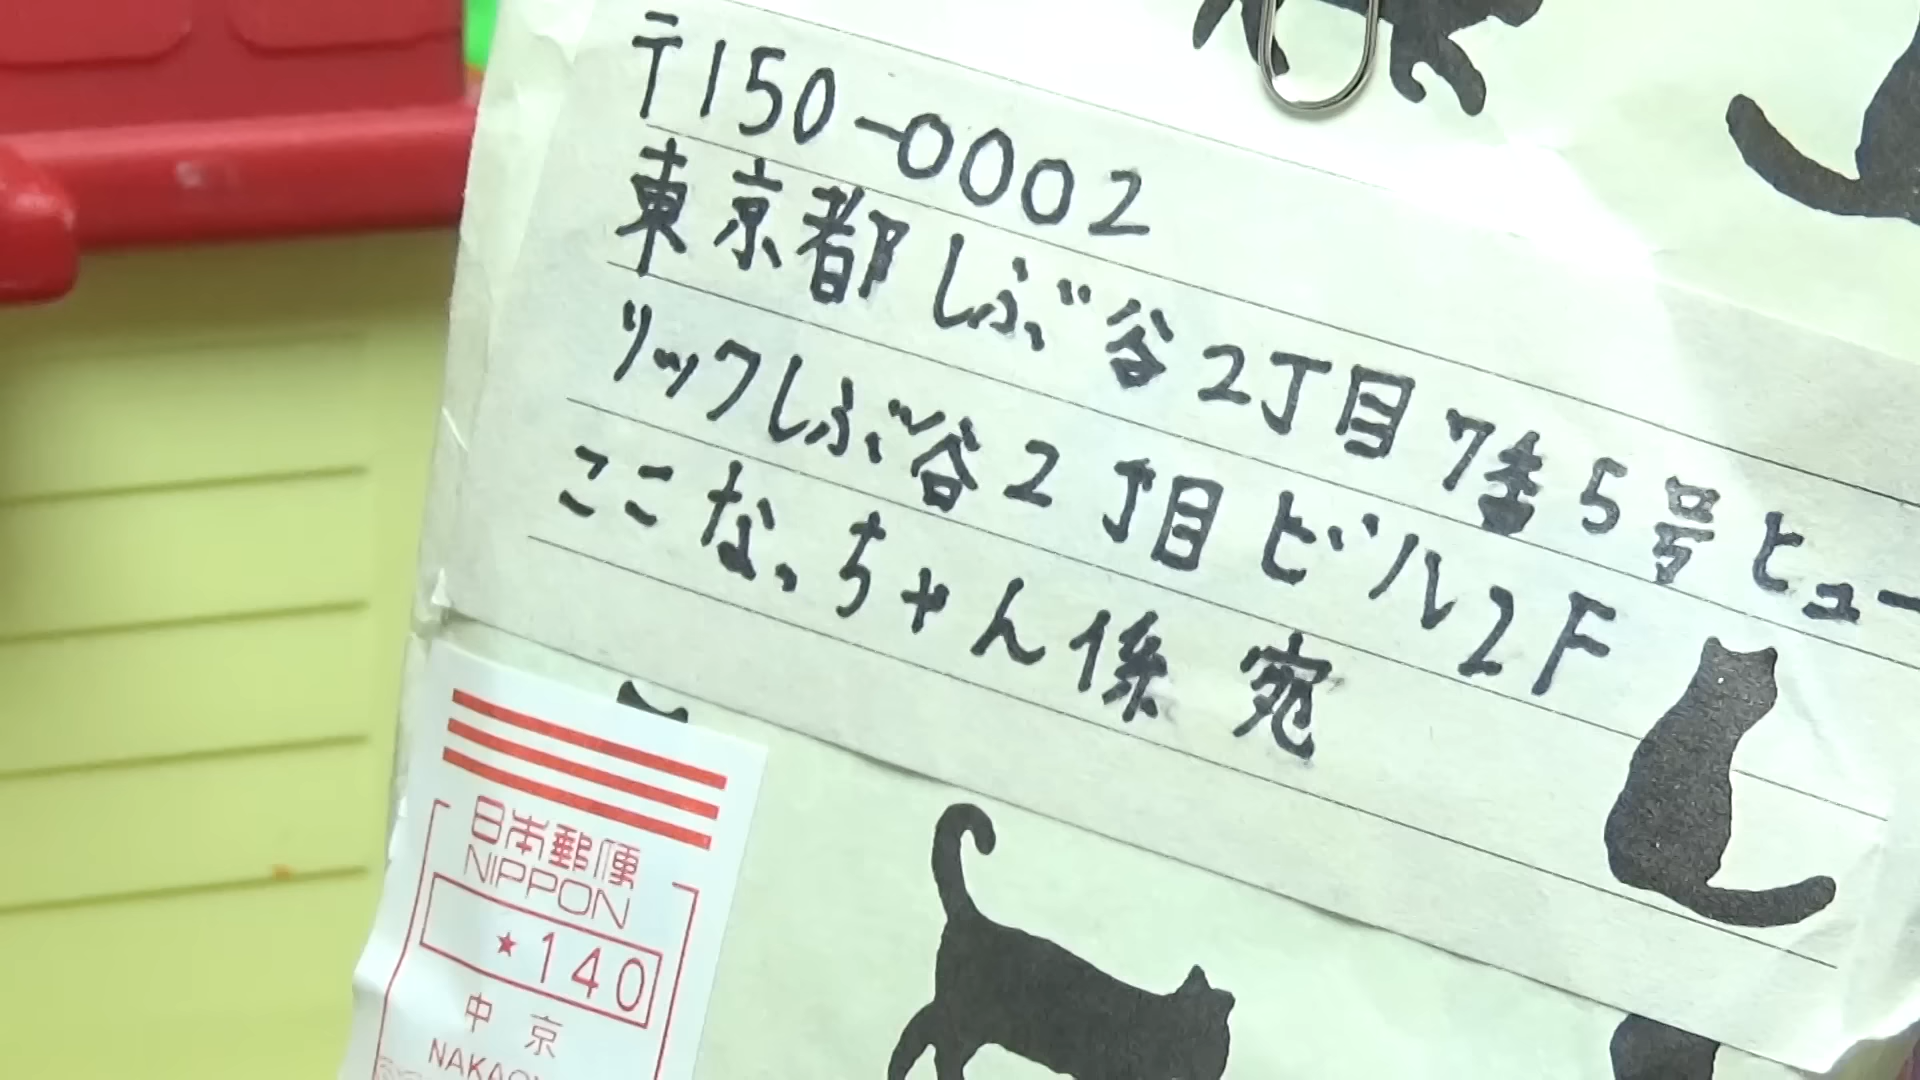 〒150-0002
東京都しぶ谷2丁目7番5号ヒュー
リックしぶ谷2丁目ビル2F
ここなっちゃん係 宛
日本郵便
NIPPON
★140
中京